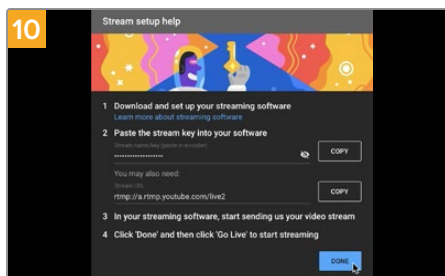 10
Stream setup help
1 Download and set up your streaming software
Learn more about streaming software
2 Paste the stream key into your software
Stream name/key (paste in encoder)
••••••••••••••••••••
COPY
You may also need:
Stream URL
rtmp://a.rtmp.youtube.com/live2
COPY
3 In your streaming software, start sending us your video stream
4 Click 'Done' and then click 'Go Live' to start streaming
DONE